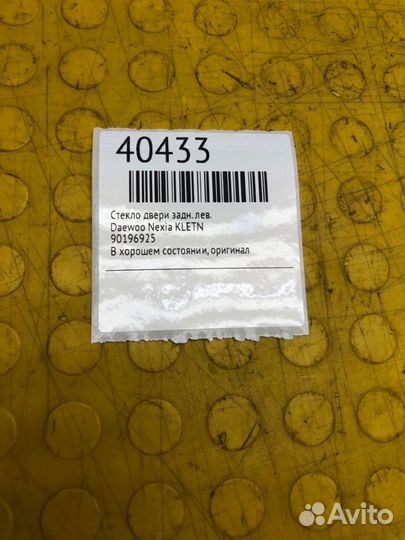 40433
Стекло двери задн. лев.
Daewoo Nexia KLETN
90196925
В хорошем состоянии, оригинал
Avito